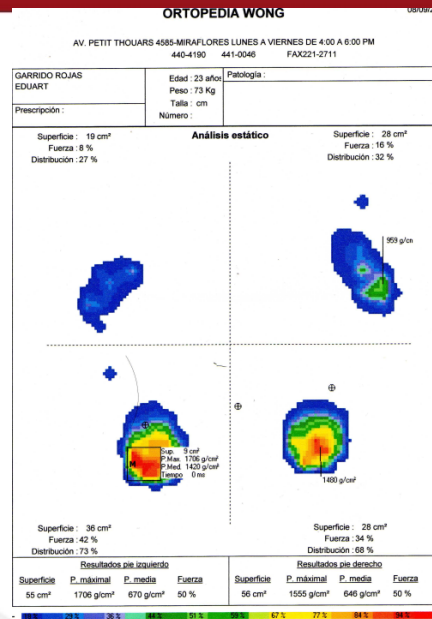 ORTOPEDIA WONG
AV. PETIT THOUARS 4585-MIRAFLORES LUNES A VIERNES DE 4:00 A 6:00 PM
440-4190 441-0046 FAX221-2711
GARRIDO ROJAS
EDUART
Prescripción :
Edad : 23 años
Peso : 73 Kg
Talla : cm
Número :
Patología :
Análisis estático
Superficie : 19 cm²
Fuerza : 8 %
Distribución : 27 %
Superficie : 28 cm²
Fuerza : 16 %
Distribución : 32 %
959 g/cm
Sup. 9 cm²
P.Max. 1706 g/cm²
P.Med. 1420 g/cm²
Tiempo 0 ms
M
1480 g/cm²
Superficie : 36 cm²
Fuerza : 42 %
Distribución : 73 %
Superficie : 28 cm²
Fuerza : 34 %
Distribución : 68 %
Resultados pie izquierdo
Superficie P. máximal P. media Fuerza
55 cm² 1706 g/cm² 670 g/cm² 50 %
Resultados pie derecho
Superficie P. máximal P. media Fuerza
56 cm² 1555 g/cm² 646 g/cm² 50 %
29 % 36 % 44 % 51 % 59 % 67 % 77 % 84 % 94 %